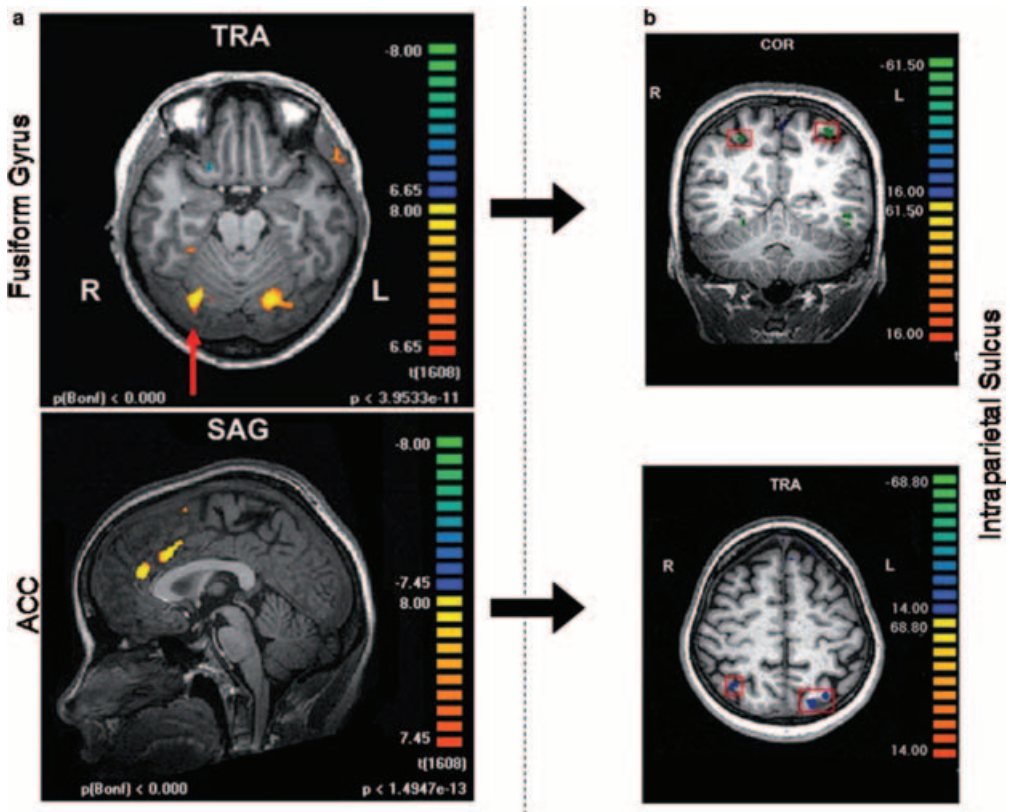 a
TRA
-8.00
6.65
8.00
6.65
t(1608)
R
L
p(Bonf) < 0.000
p < 3.9533e-11
Fusiform Gyrus
SAG
-8.00
-7.45
8.00
7.45
t(1608)
p(Bonf) < 0.000
p < 1.4947e-13
ACC
b
COR
R
L
-61.50
16.00
61.50
16.00
t
TRA
R
L
-68.80
14.00
68.80
14.00
Intraparietal Sulcus